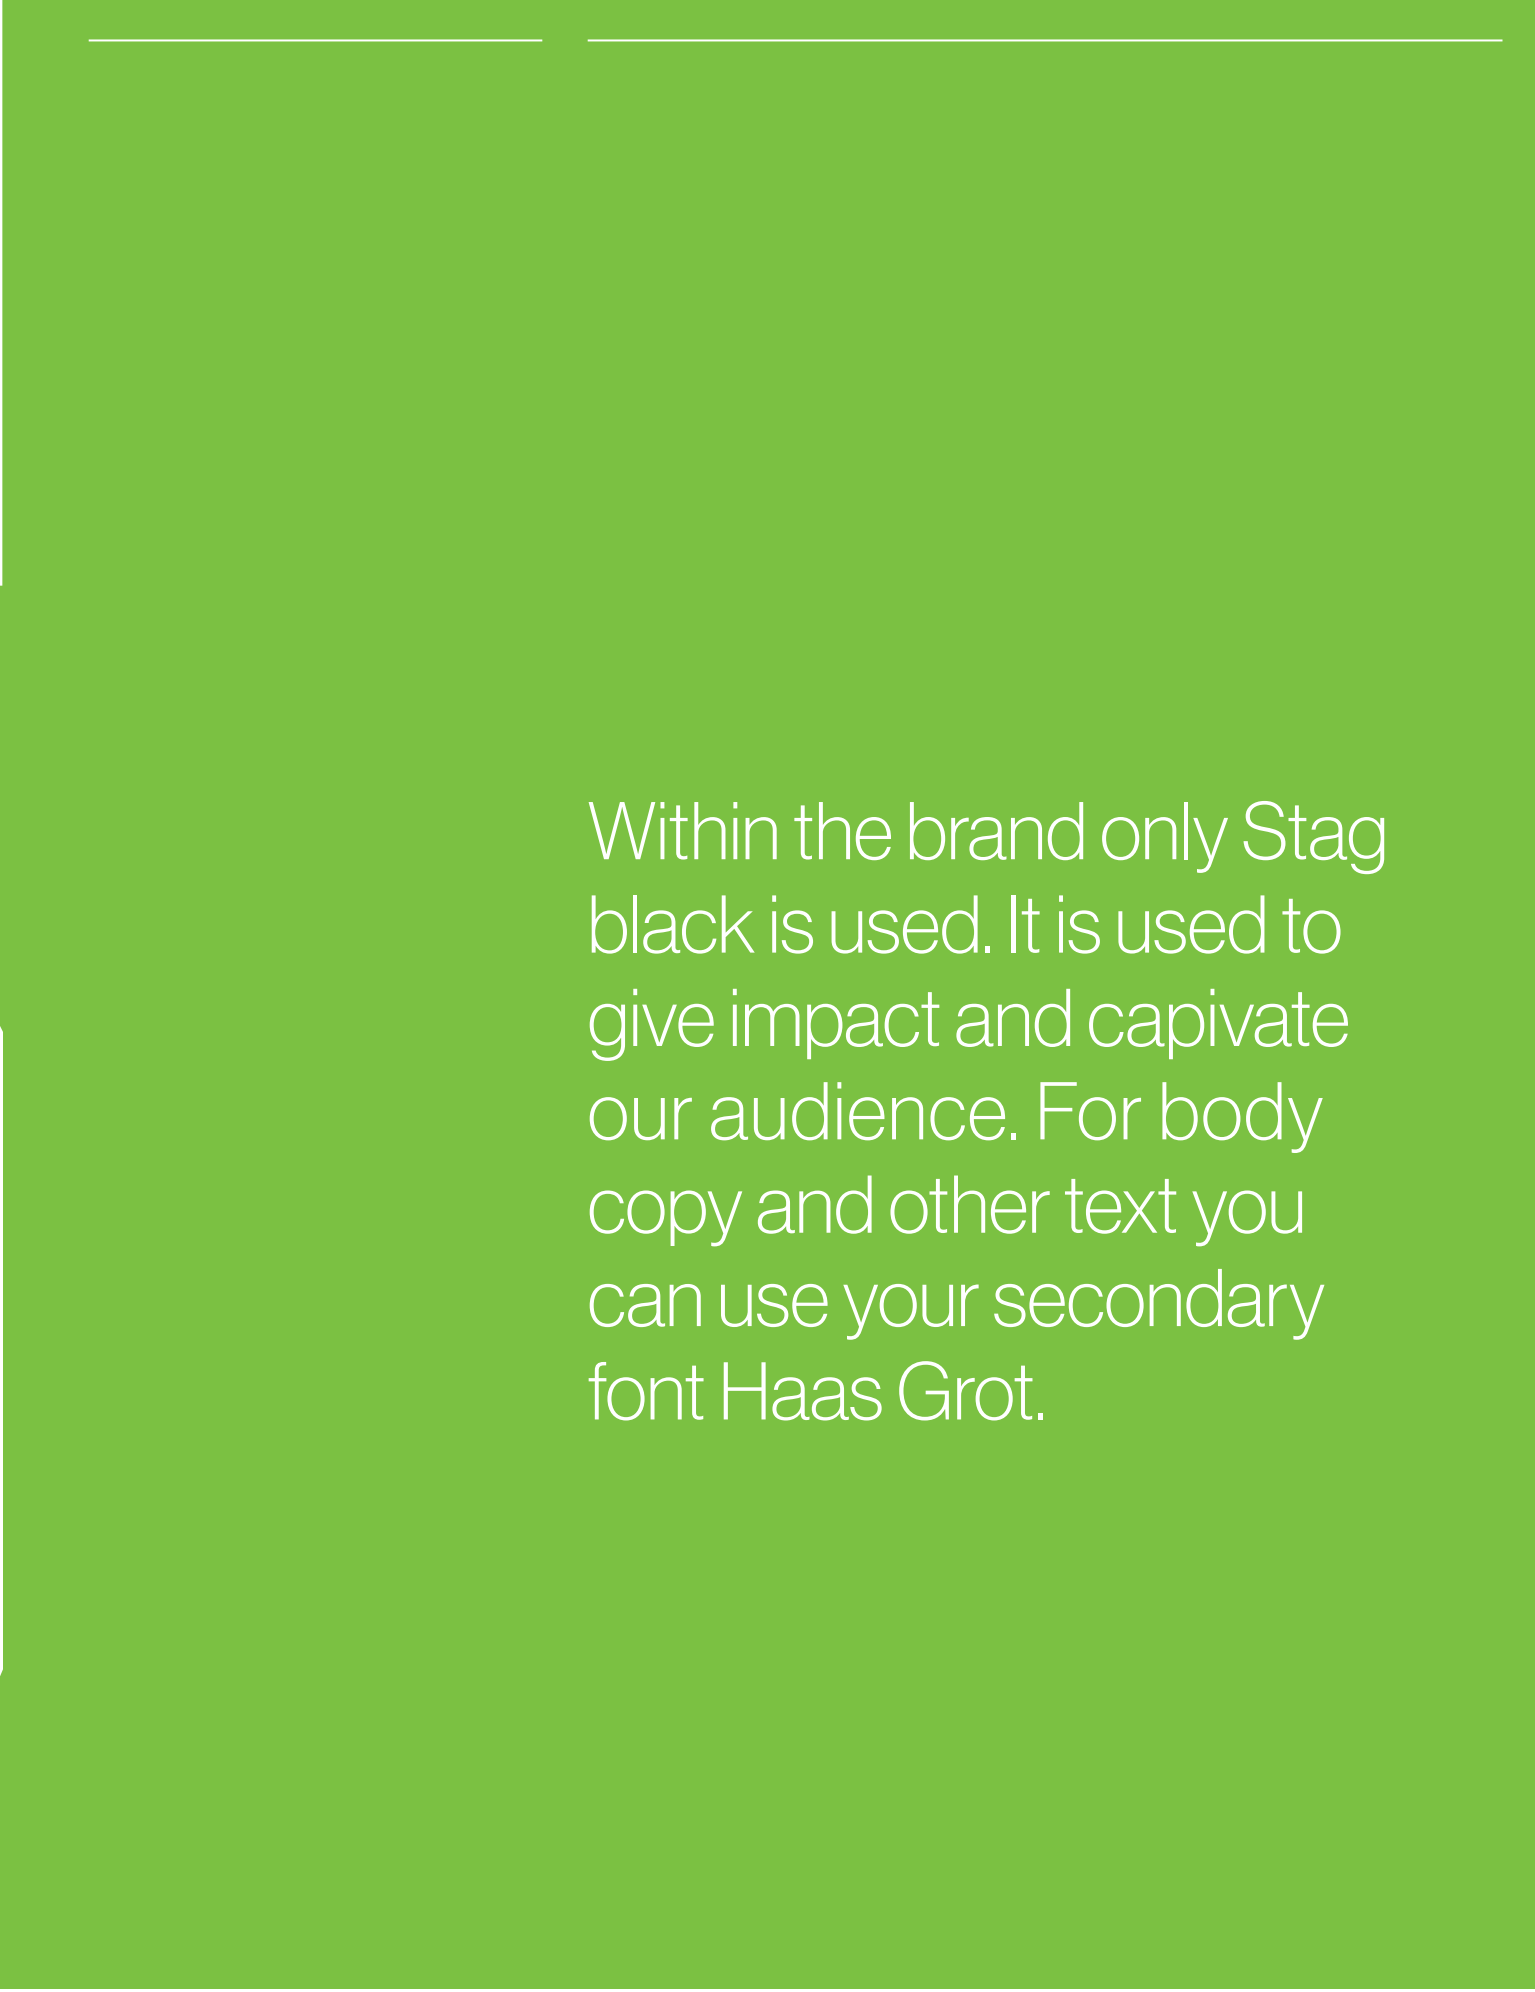 Within the brand only Stag
black is used. It is used to
give impact and capivate
our audience. For body
copy and other text you
can use your secondary
font Haas Grot.